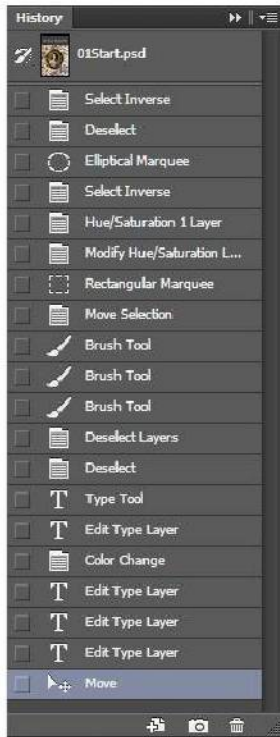 History
01Start.psd
Select Inverse
Deselect
Elliptical Marquee
Select Inverse
Hue/Saturation 1 Layer
Modify Hue/Saturation L...
Rectangular Marquee
Move Selection
Brush Tool
Brush Tool
Brush Tool
Deselect Layers
Deselect
Type Tool
Edit Type Layer
Color Change
Edit Type Layer
Edit Type Layer
Edit Type Layer
Move